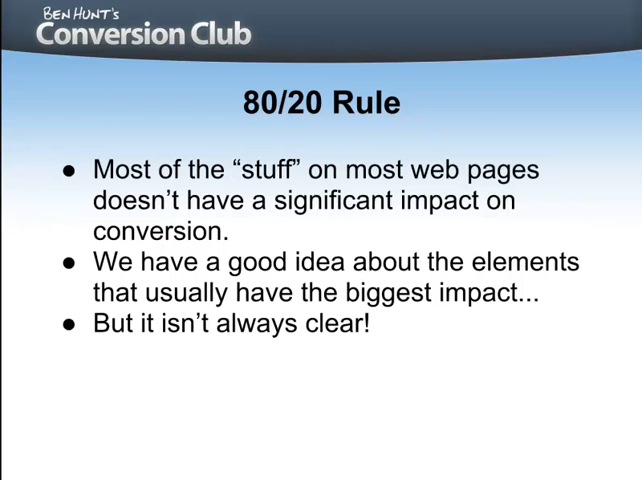 BEN HUNT'S
Conversion Club
80/20 Rule
● Most of the “stuff” on most web pages
doesn’t have a significant impact on
conversion.
● We have a good idea about the elements
that usually have the biggest impact...
● But it isn’t always clear!